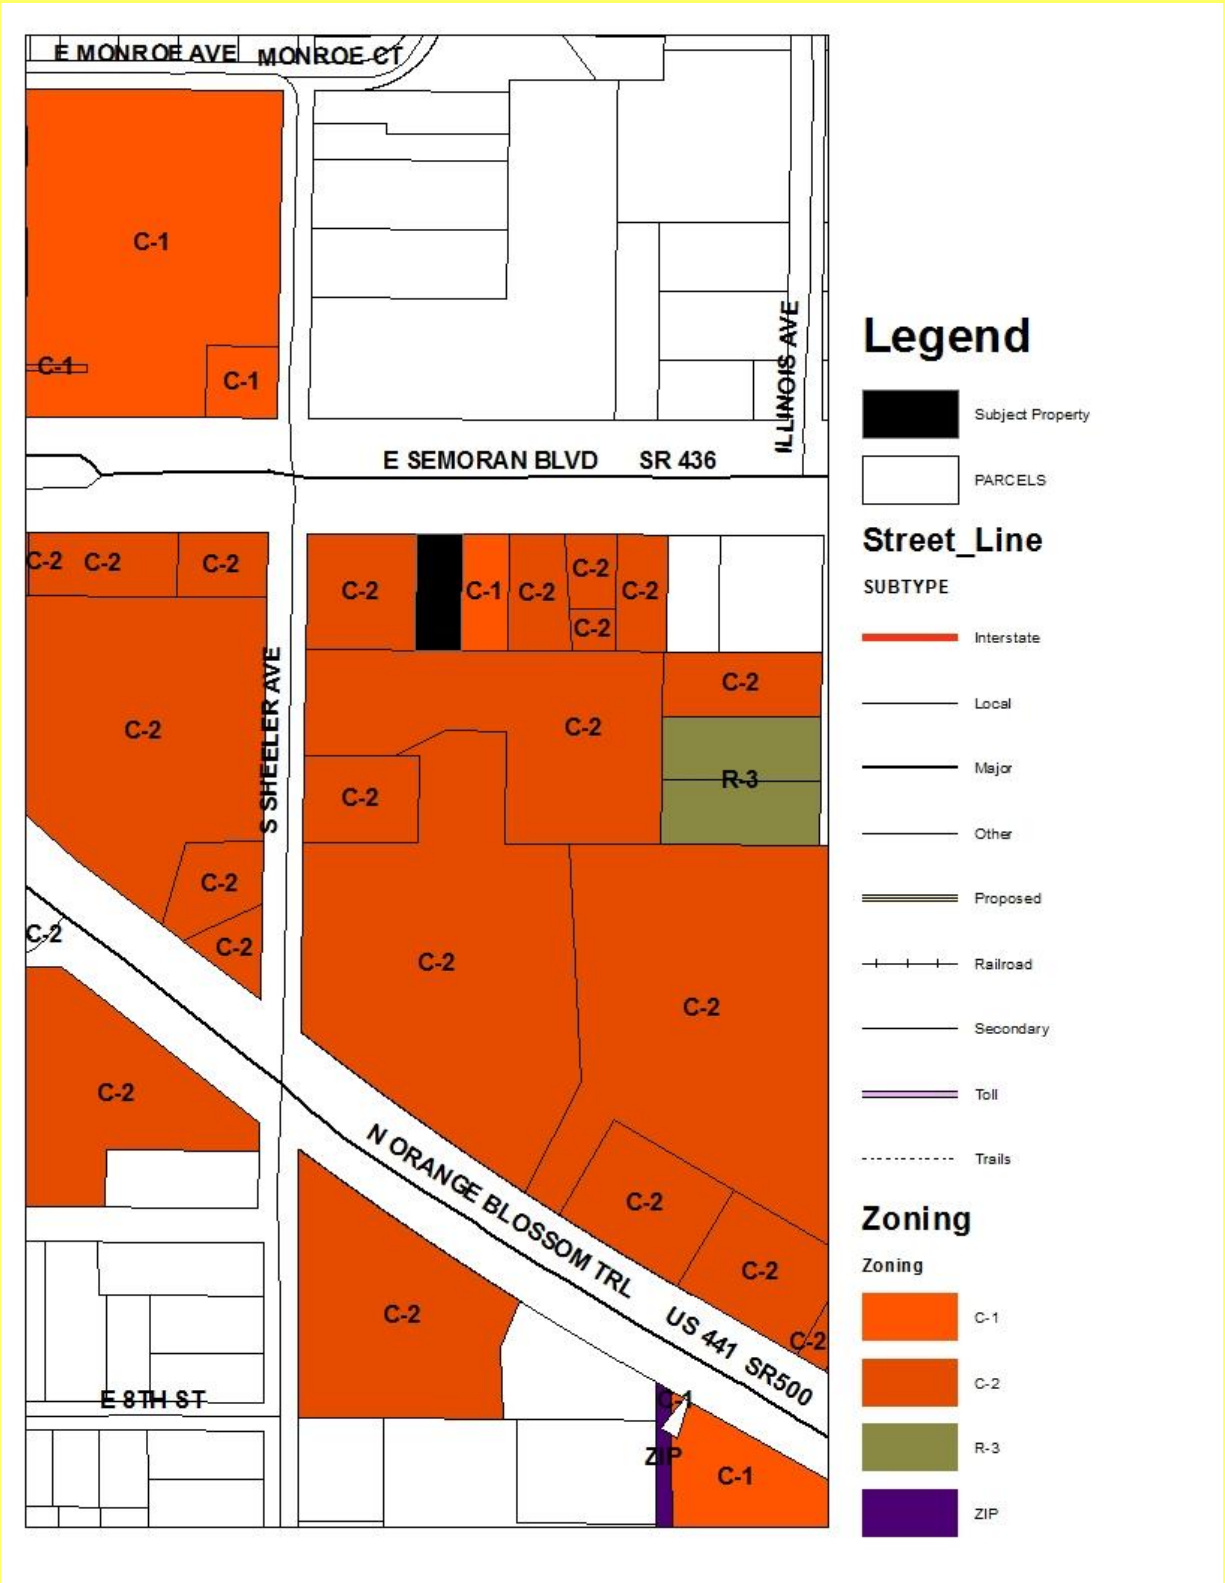 E MONROE AVE MONROE CT
C-1
C-1
C-1
ILLINOIS AVE
E SEMORAN BLVD SR 436
C-2 C-2 C-2
C-2 C-1 C-2 C-2 C-2
C-2
S SHEELER AVE
C-2
C-2
C-2
C-2
R-3
C-2
C-2
C-2
C-2
C-2
C-2
C-2
N ORANGE BLOSSOM TRL US 441 SR500
C-2
C-2
C-2
C-2
E 8TH ST
C-1
ZIP
C-1
Legend
Subject Property
PARCELS
Street_Line
SUBTYPE
Interstate
Local
Major
Other
Proposed
Railroad
Secondary
Toll
Trails
Zoning
Zoning
C-1
C-2
R-3
ZIP